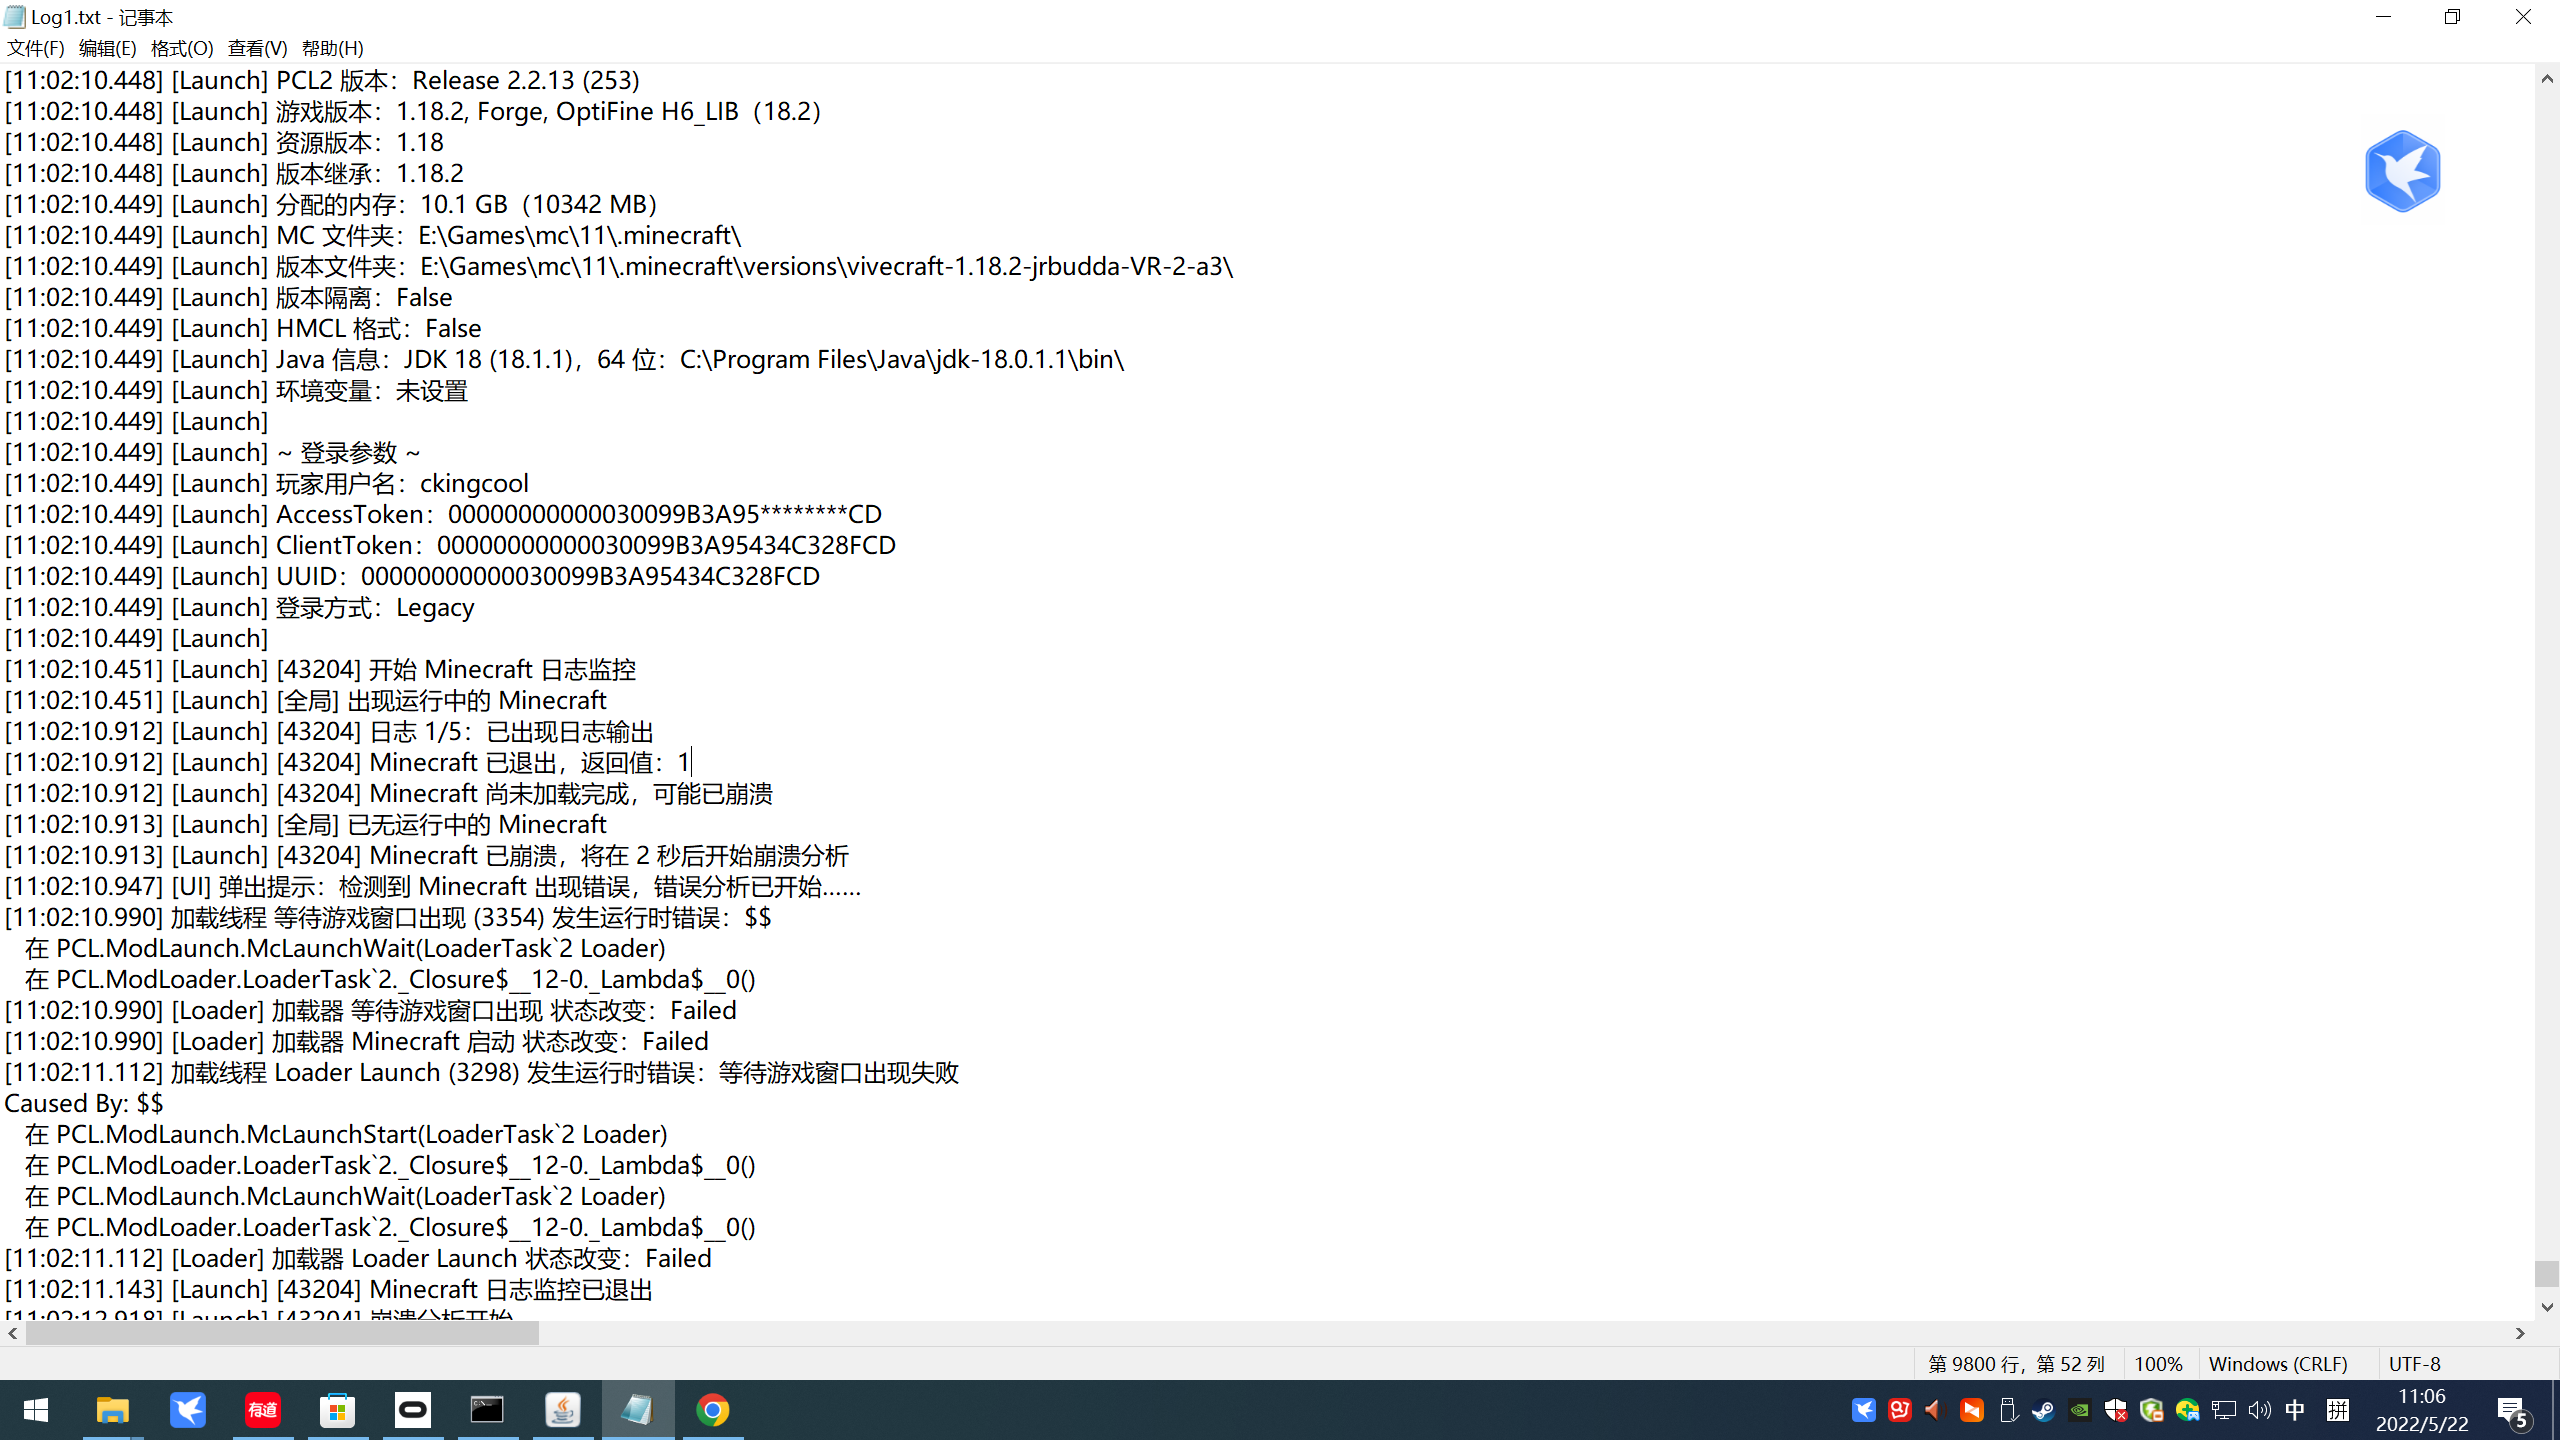 Log1.txt - 记事本
文件(F) 编辑(E) 格式(O) 查看(V) 帮助(H)
[11:02:10.448] [Launch] PCL2 版本：Release 2.2.13 (253)
[11:02:10.448] [Launch] 游戏版本：1.18.2, Forge, OptiFine H6_LIB（18.2）
[11:02:10.448] [Launch] 资源版本：1.18
[11:02:10.448] [Launch] 版本继承：1.18.2
[11:02:10.449] [Launch] 分配的内存：10.1 GB（10342 MB）
[11:02:10.449] [Launch] MC 文件夹：E:\Games\mc\11\.minecraft\
[11:02:10.449] [Launch] 版本文件夹：E:\Games\mc\11\.minecraft\versions\vivecraft-1.18.2-jrbudda-VR-2-a3\
[11:02:10.449] [Launch] 版本隔离：False
[11:02:10.449] [Launch] HMCL 格式：False
[11:02:10.449] [Launch] Java 信息：JDK 18 (18.1.1)，64 位：C:\Program Files\Java\jdk-18.0.1.1\bin\
[11:02:10.449] [Launch] 环境变量：未设置
[11:02:10.449] [Launch]
[11:02:10.449] [Launch] ~ 登录参数 ~
[11:02:10.449] [Launch] 玩家用户名：ckingcool
[11:02:10.449] [Launch] AccessToken：00000000000030099B3A95********CD
[11:02:10.449] [Launch] ClientToken：00000000000030099B3A95434C328FCD
[11:02:10.449] [Launch] UUID：00000000000030099B3A95434C328FCD
[11:02:10.449] [Launch] 登录方式：Legacy
[11:02:10.449] [Launch]
[11:02:10.451] [Launch] [43204] 开始 Minecraft 日志监控
[11:02:10.451] [Launch] [全局] 出现运行中的 Minecraft
[11:02:10.912] [Launch] [43204] 日志 1/5：已出现日志输出
[11:02:10.912] [Launch] [43204] Minecraft 已退出，返回值：1
[11:02:10.912] [Launch] [43204] Minecraft 尚未加载完成，可能已崩溃
[11:02:10.913] [Launch] [全局] 已无运行中的 Minecraft
[11:02:10.913] [Launch] [43204] Minecraft 已崩溃，将在 2 秒后开始崩溃分析
[11:02:10.947] [UI] 弹出提示：检测到 Minecraft 出现错误，错误分析已开始……
[11:02:10.990] 加载线程 等待游戏窗口出现 (3354) 发生运行时错误：$$
在 PCL.ModLaunch.McLaunchWait(LoaderTask`2 Loader)
在 PCL.ModLoader.LoaderTask`2._Closure$__12-0._Lambda$__0()
[11:02:10.990] [Loader] 加载器 等待游戏窗口出现 状态改变：Failed
[11:02:10.990] [Loader] 加载器 Minecraft 启动 状态改变：Failed
[11:02:11.112] 加载线程 Loader Launch (3298) 发生运行时错误：等待游戏窗口出现失败
Caused By: $$
在 PCL.ModLaunch.McLaunchStart(LoaderTask`2 Loader)
在 PCL.ModLoader.LoaderTask`2._Closure$__12-0._Lambda$__0()
在 PCL.ModLaunch.McLaunchWait(LoaderTask`2 Loader)
在 PCL.ModLoader.LoaderTask`2._Closure$__12-0._Lambda$__0()
[11:02:11.112] [Loader] 加载器 Loader Launch 状态改变：Failed
[11:02:11.143] [Launch] [43204] Minecraft 日志监控已退出
[11:02:12.918] [Launch] [43204] 崩溃分析开始
第 9800 行，第 52 列 100% Windows (CRLF) UTF-8
有道
中 拼
11:06
2022/5/22
5